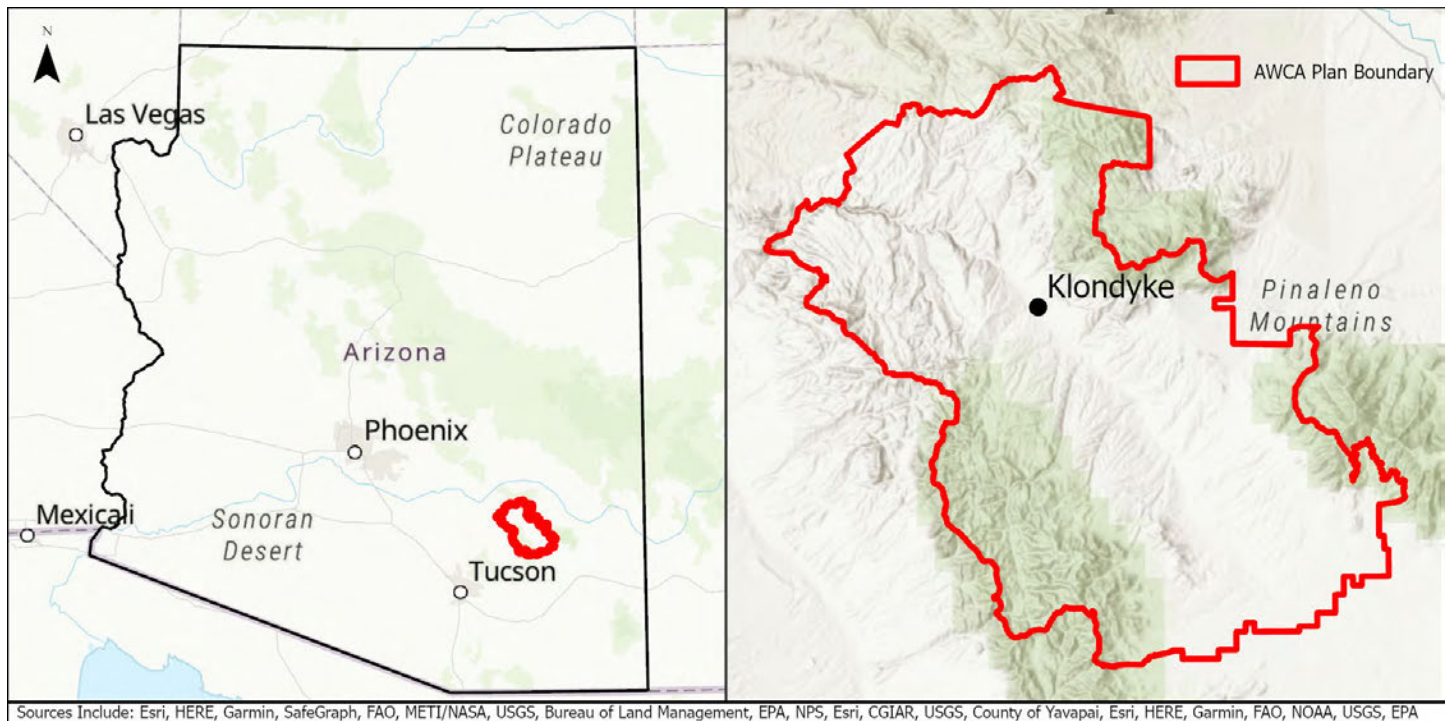 N
Las Vegas
Colorado
Plateau
Arizona
Phoenix
Mexicali
Sonoran
Desert
Tucson
AWCA Plan Boundary
Klondyke
Pinaleno
Mountains
Sources Include: Esri, HERE, Garmin, SafeGraph, FAO, METI/NASA, USGS, Bureau of Land Management, EPA, NPS, Esri, CGIAR, USGS, County of Yavapai, Esri, HERE, Garmin, FAO, NOAA, USGS, EPA